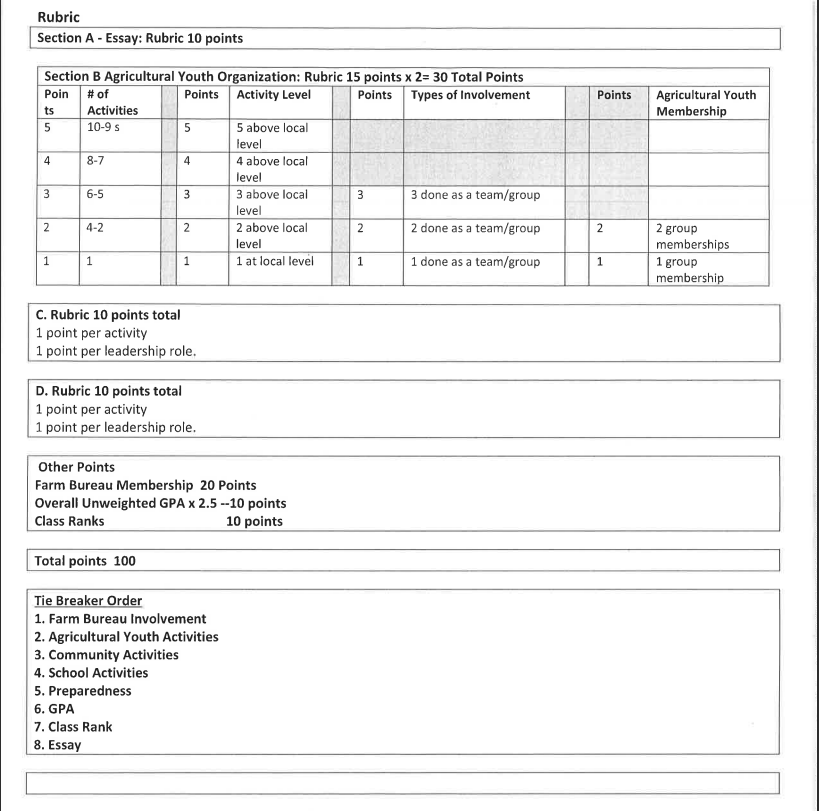 Rubric
Section A - Essay: Rubric 10 points
Section B Agricultural Youth Organization: Rubric 15 points x 2= 30 Total Points
Poin ts | # of Activities | Points | Activity Level | Points | Types of Involvement | Points | Agricultural Youth Membership
5 | 10-9 s | 5 | 5 above local level
4 | 8-7 | 4 | 4 above local level
3 | 6-5 | 3 | 3 above local level | 3 | 3 done as a team/group
2 | 4-2 | 2 | 2 above local level | 2 | 2 done as a team/group | 2 | 2 group memberships
1 | 1 | 1 | 1 at local level | 1 | 1 done as a team/group | 1 | 1 group membership
C. Rubric 10 points total
1 point per activity
1 point per leadership role.
D. Rubric 10 points total
1 point per activity
1 point per leadership role.
Other Points
Farm Bureau Membership 20 Points
Overall Unweighted GPA x 2.5 --10 points
Class Ranks 10 points
Total points 100
Tie Breaker Order
1. Farm Bureau Involvement
2. Agricultural Youth Activities
3. Community Activities
4. School Activities
5. Preparedness
6. GPA
7. Class Rank
8. Essay